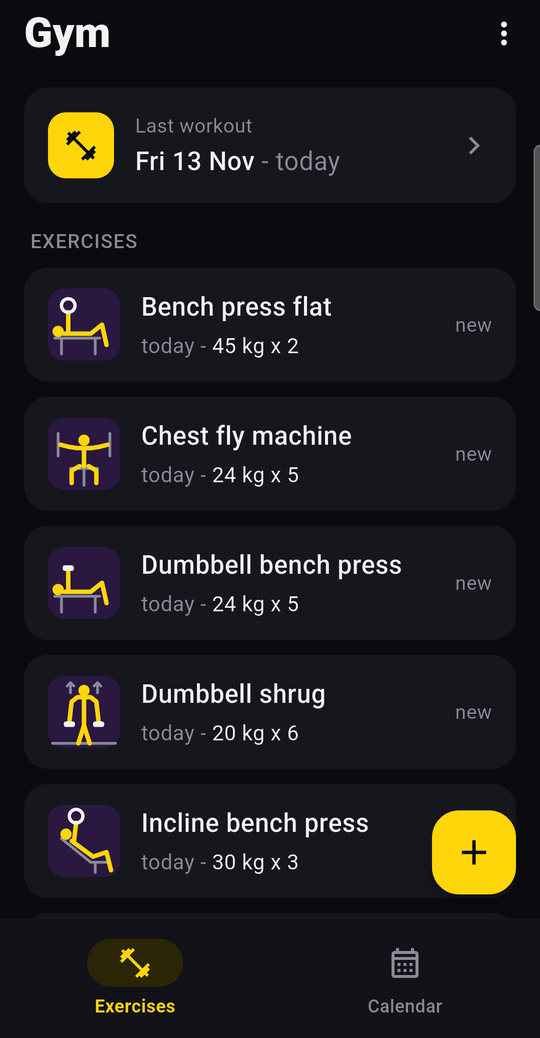 Gym
Last workout
Fri 13 Nov - today
EXERCISES
Bench press flat
today - 45 kg x 2
new
Chest fly machine
today - 24 kg x 5
new
Dumbbell bench press
today - 24 kg x 5
new
Dumbbell shrug
today - 20 kg x 6
new
Incline bench press
today - 30 kg x 3
Exercises
Calendar